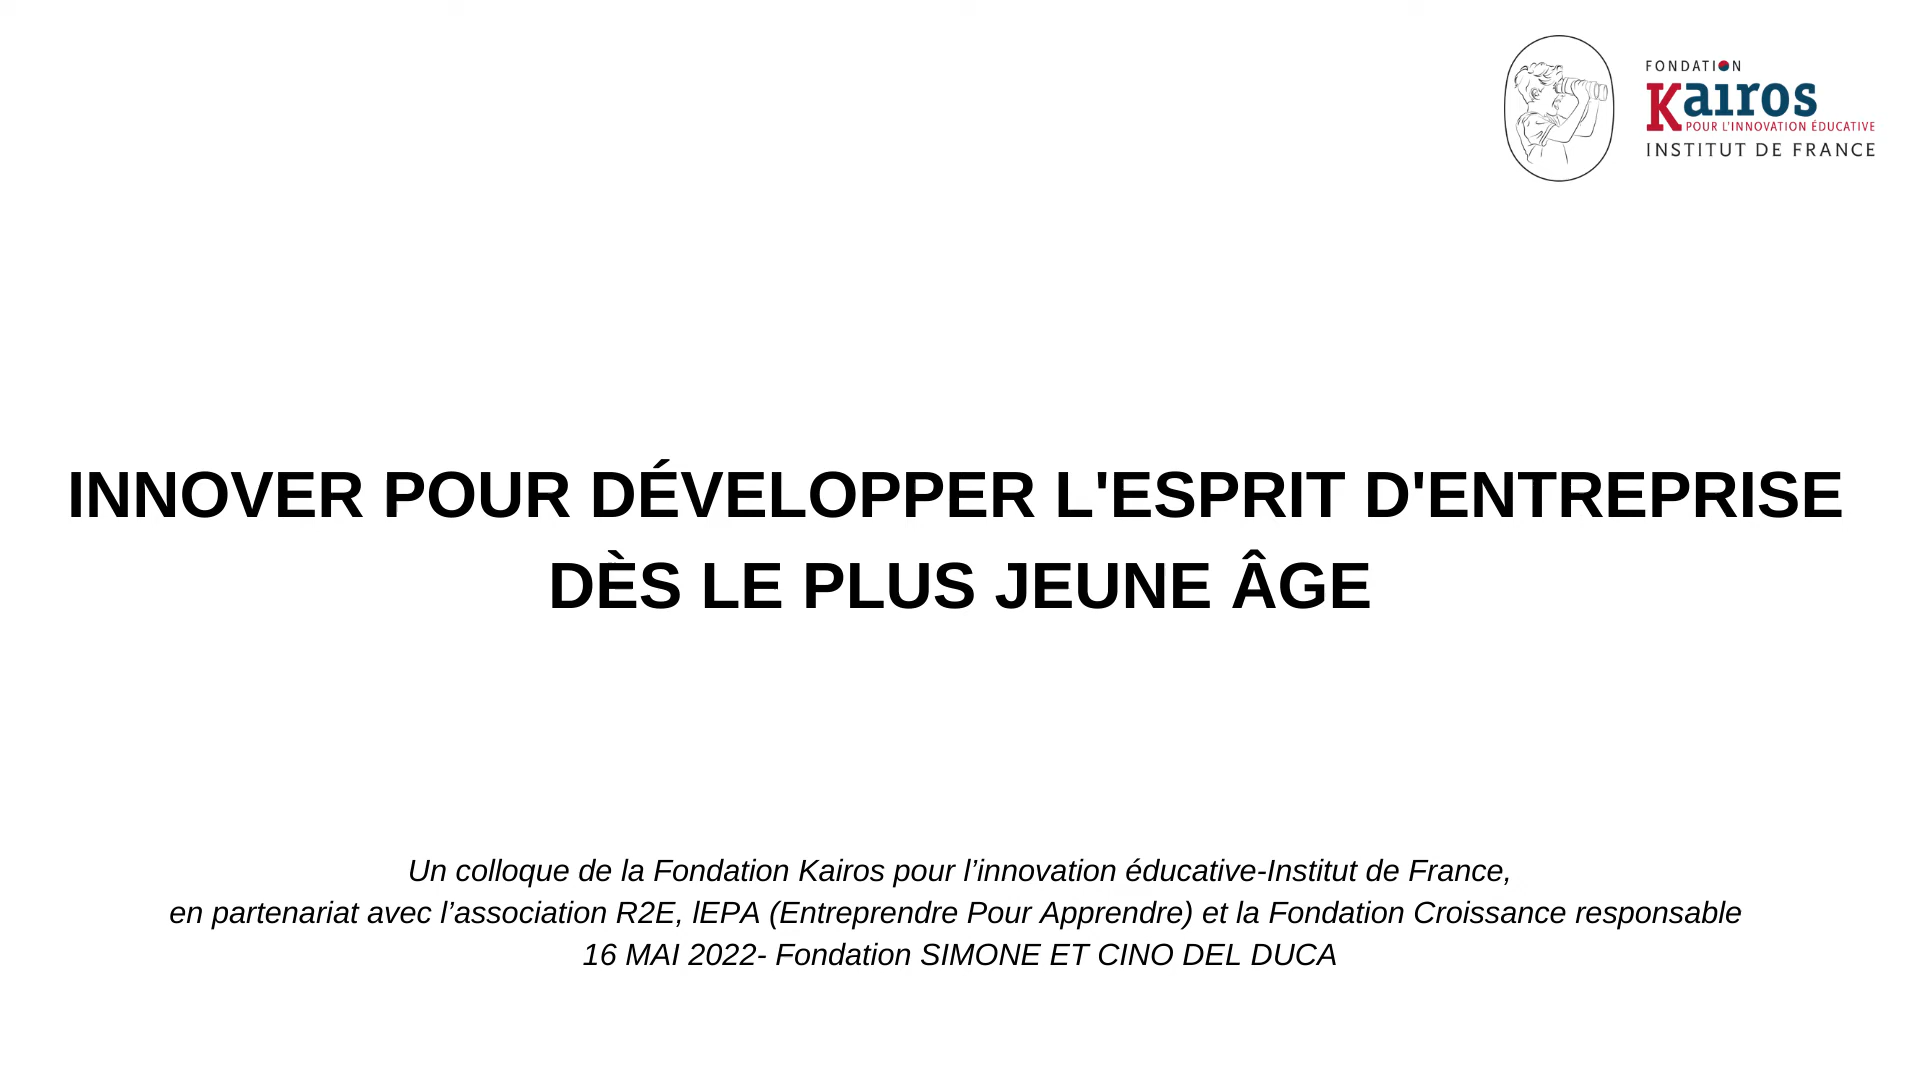 FONDATION
Kairos
POUR L'INNOVATION ÉDUCATIVE
INSTITUT DE FRANCE
INNOVER POUR DÉVELOPPER L'ESPRIT D'ENTREPRISE
DÈS LE PLUS JEUNE ÂGE
Un colloque de la Fondation Kairos pour l’innovation éducative-Institut de France,
en partenariat avec l’association R2E, lEPA (Entreprendre Pour Apprendre) et la Fondation Croissance responsable
16 MAI 2022- Fondation SIMONE ET CINO DEL DUCA